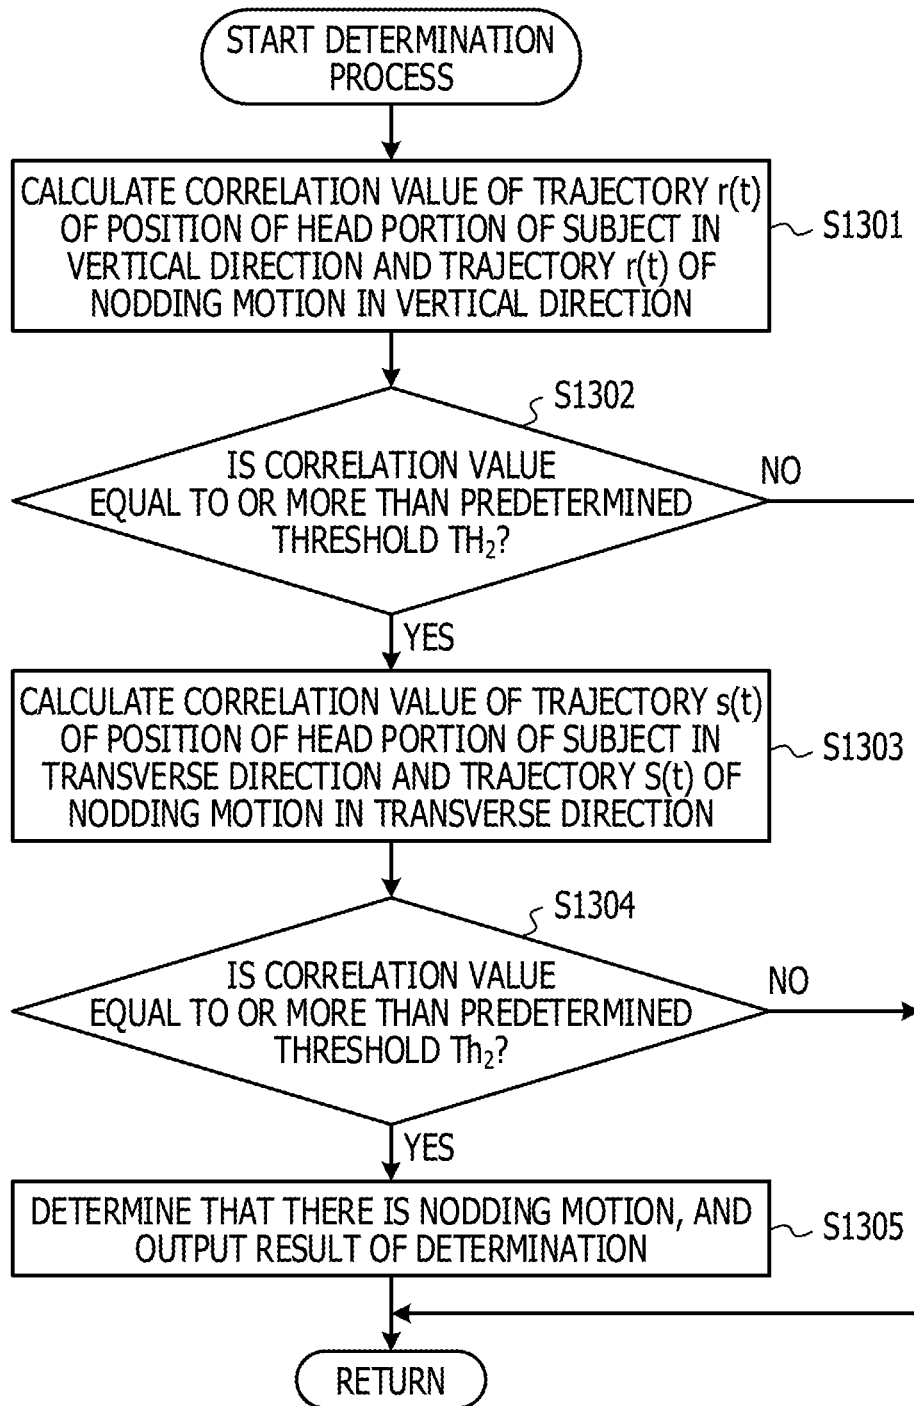 START DETERMINATION
PROCESS
CALCULATE CORRELATION VALUE OF TRAJECTORY r(t)
OF POSITION OF HEAD PORTION OF SUBJECT IN
VERTICAL DIRECTION AND TRAJECTORY r(t) OF
NODDING MOTION IN VERTICAL DIRECTION
S1301
S1302
IS CORRELATION VALUE
EQUAL TO OR MORE THAN PREDETERMINED
THRESHOLD TH₂?
NO
YES
CALCULATE CORRELATION VALUE OF TRAJECTORY s(t)
OF POSITION OF HEAD PORTION OF SUBJECT IN
TRANSVERSE DIRECTION AND TRAJECTORY S(t) OF
NODDING MOTION IN TRANSVERSE DIRECTION
S1303
S1304
IS CORRELATION VALUE
EQUAL TO OR MORE THAN PREDETERMINED
THRESHOLD Th₂?
NO
YES
DETERMINE THAT THERE IS NODDING MOTION, AND
OUTPUT RESULT OF DETERMINATION
S1305
RETURN